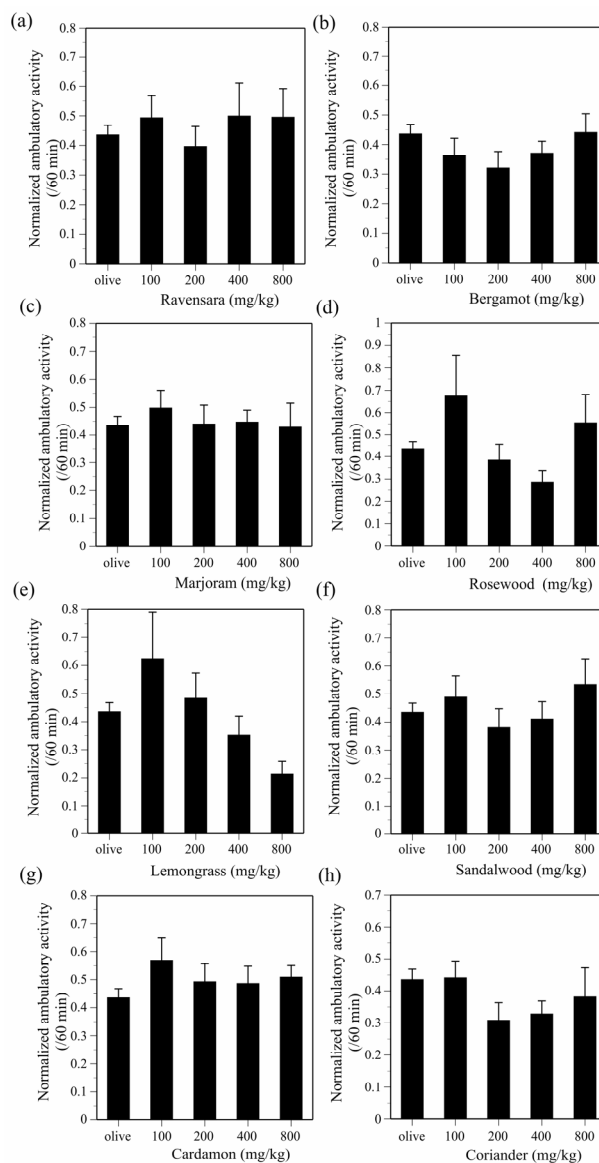 (a)
Normalized ambulatory activity
(/60 min)
0.8
0.7
0.6
0.5
0.4
0.3
0.2
0.1
0
olive 100 200 400 800
Ravensara (mg/kg)
(b)
Normalized ambulatory activity
(/60 min)
0.8
0.7
0.6
0.5
0.4
0.3
0.2
0.1
0
olive 100 200 400 800
Bergamot (mg/kg)
(c)
Normalized ambulatory activity
(/60 min)
0.8
0.7
0.6
0.5
0.4
0.3
0.2
0.1
0
olive 100 200 400 800
Marjoram (mg/kg)
(d)
Normalized ambulatory activity
(/60 min)
1
0.9
0.8
0.7
0.6
0.5
0.4
0.3
0.2
0.1
0
olive 100 200 400 800
Rosewood (mg/kg)
(e)
Normalized ambulatory activity
(/60 min)
0.8
0.7
0.6
0.5
0.4
0.3
0.2
0.1
0
olive 100 200 400 800
Lemongrass (mg/kg)
(f)
Normalized ambulatory activity
(/60 min)
0.8
0.7
0.6
0.5
0.4
0.3
0.2
0.1
0
olive 100 200 400 800
Sandalwood (mg/kg)
(g)
Normalized ambulatory activity
(/60 min)
0.8
0.7
0.6
0.5
0.4
0.3
0.2
0.1
0
olive 100 200 400 800
Cardamon (mg/kg)
(h)
Normalized ambulatory activity
(/60 min)
0.7
0.6
0.5
0.4
0.3
0.2
0.1
0
olive 100 200 400 800
Coriander (mg/kg)